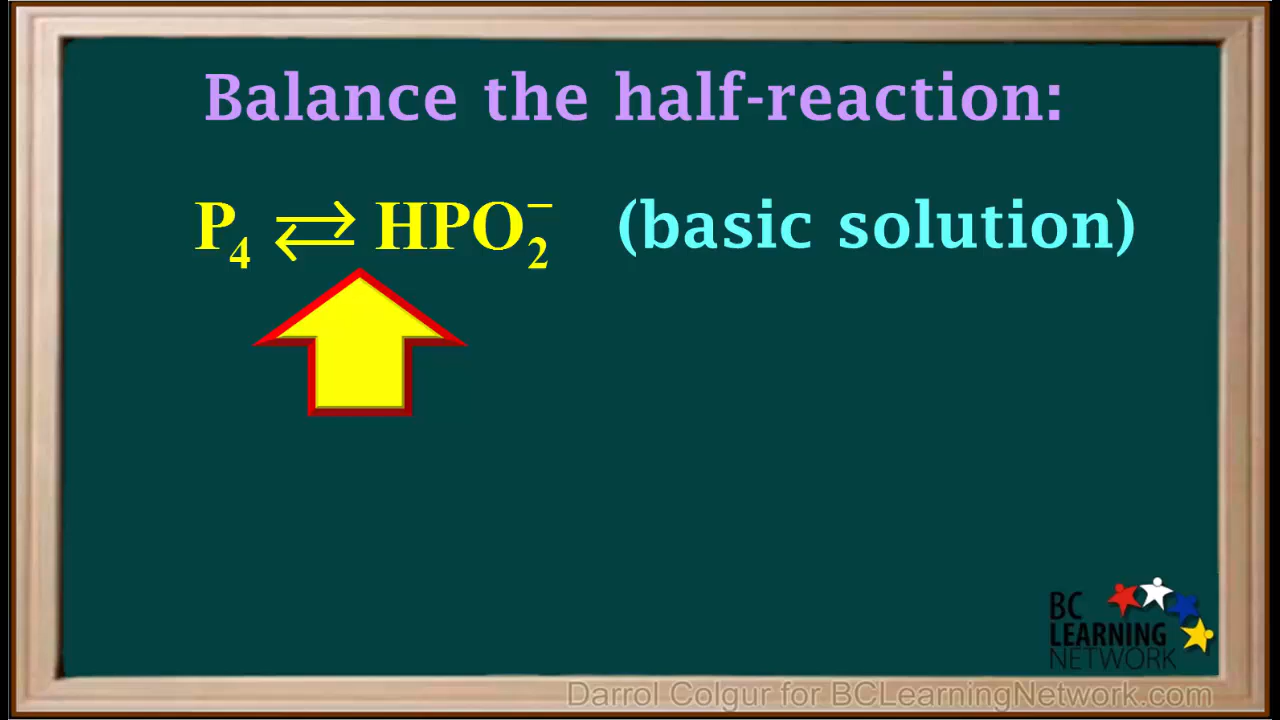 Balance the half-reaction:
P₄ ⇄ HPO₂⁻ (basic solution)
BC
LEARNING
NETWORK
Darrol Colgur for BCLearningNetwork.com